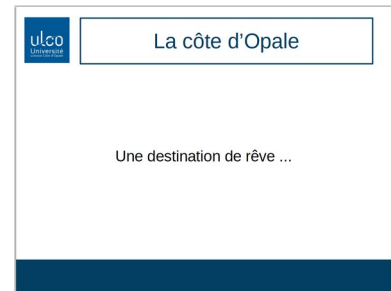 ulco
Université
La côte d’Opale
Une destination de rêve ...